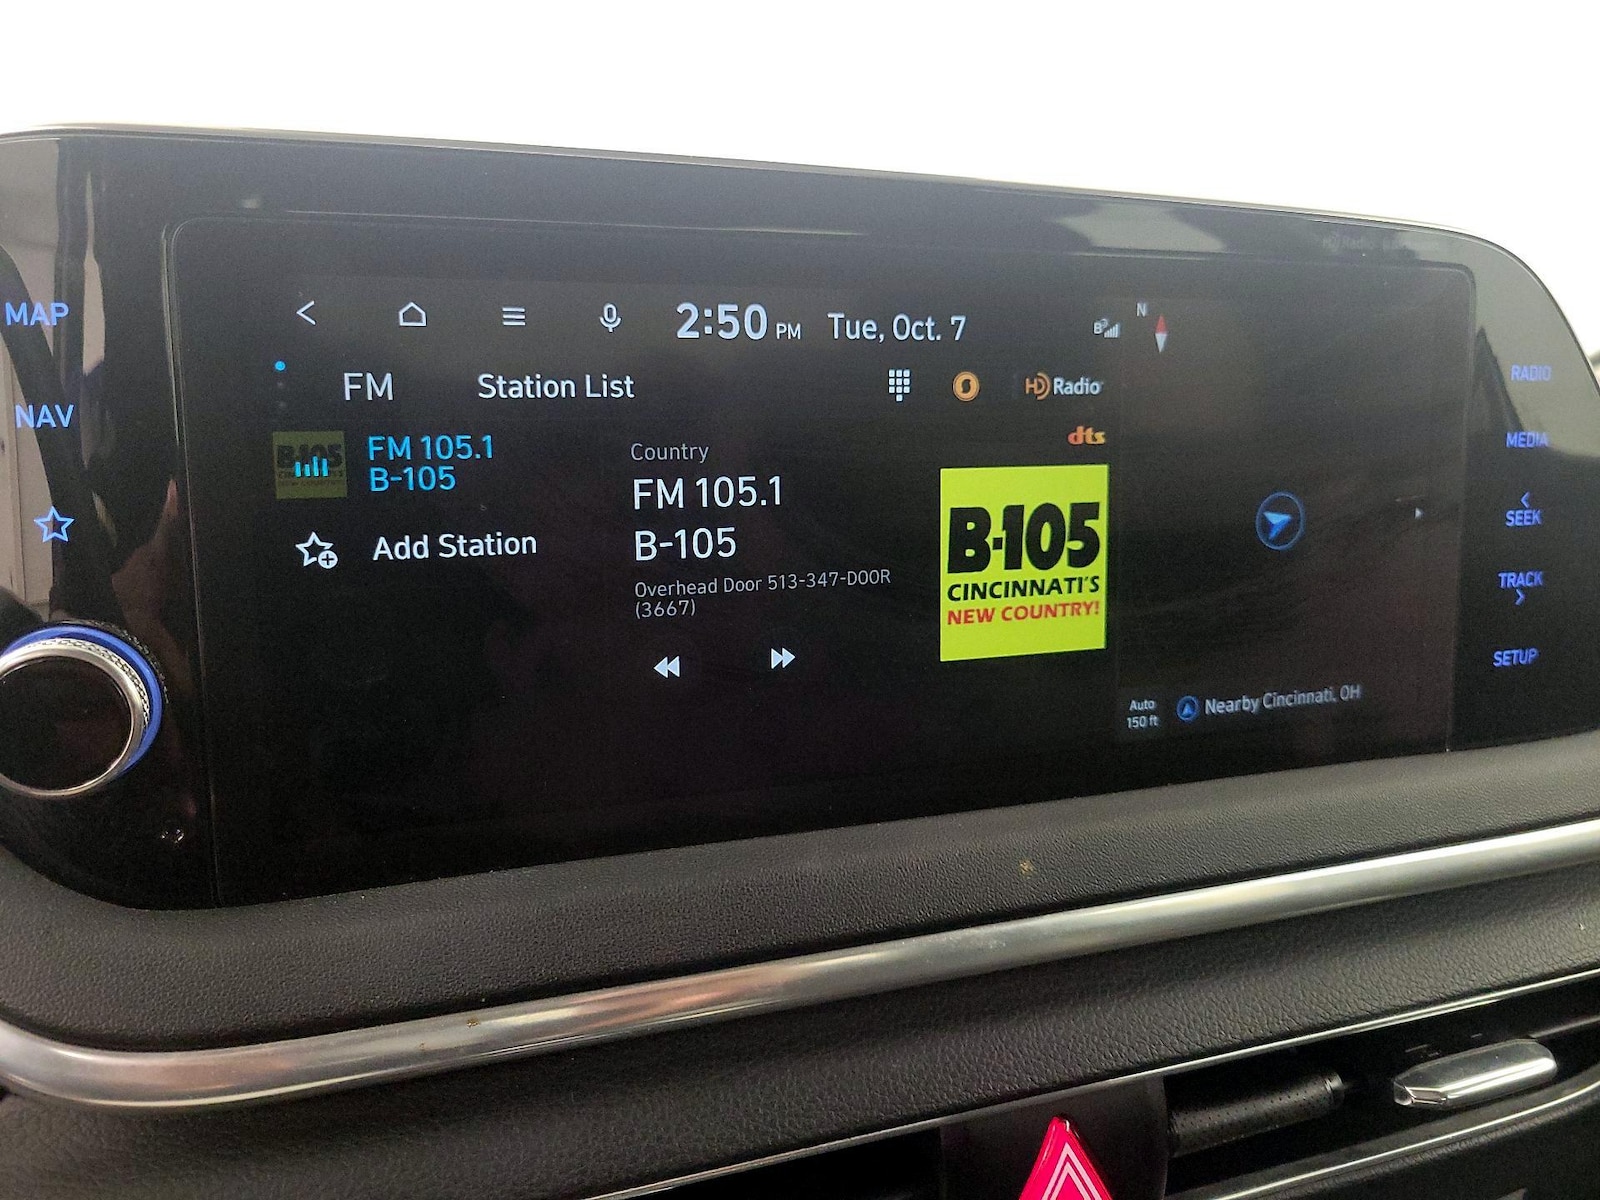 MAP
NAV
2:50 PM Tue, Oct. 7
B
N
FM Station List
HD Radio
dts
FM 105.1
B-105
Add Station
Country
FM 105.1
B-105
Overhead Door 513-347-DOOR
(3667)
B-105
CINCINNATI'S
NEW COUNTRY!
Auto
150 ft
Nearby Cincinnati, OH
RADIO
MEDIA
SEEK
TRACK
SETUP